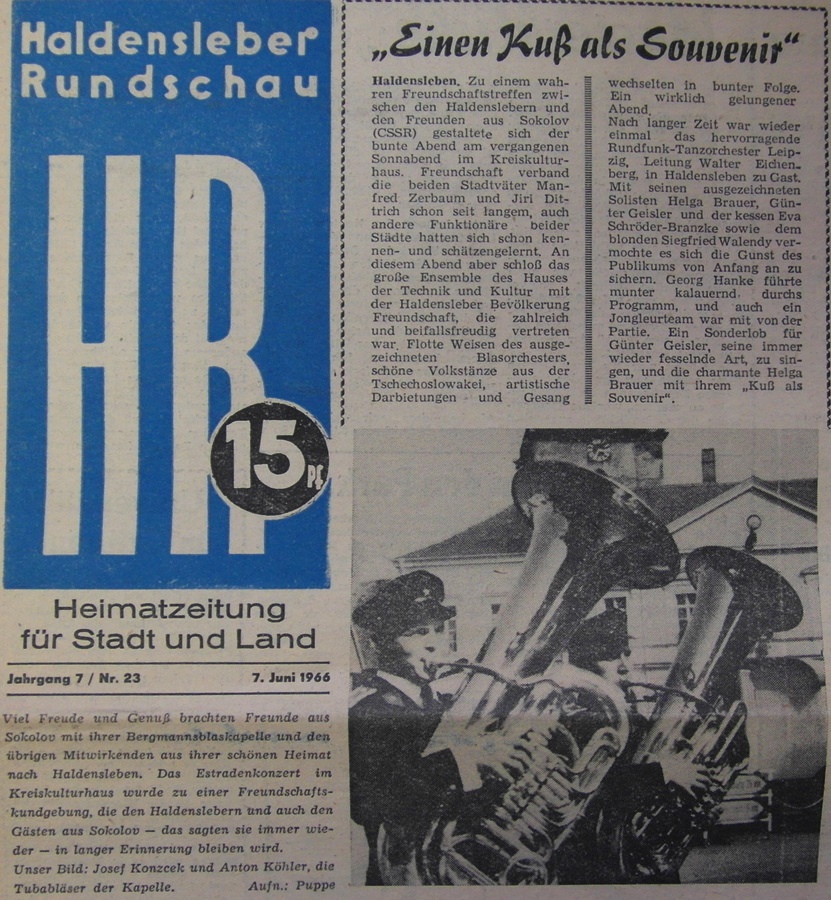 Haldensleber
Rundschau
HR
15 Pf
Heimatzeitung
für Stadt und Land
Jahrgang 7 / Nr. 23 7. Juni 1966
Viel Freude und Genuß brachten Freunde aus
Sokolov mit ihrer Bergmannsblaskapelle und den
übrigen Mitwirkenden aus ihrer schönen Heimat
nach Haldensleben. Das Estradenkonzert im
Kreiskulturhaus wurde zu einer Freundschafts-
kundgebung, die den Haldenslebern und auch den
Gästen aus Sokolov — das sagten sie immer wie-
der — in langer Erinnerung bleiben wird.
Unser Bild: Josef Konzcek und Anton Köhler, die
Tubabläser der Kapelle. Aufn.: Puppe
„Einen Kuß als Souvenir“
Haldensleben. Zu einem wah-
ren Freundschaftstreffen zwi-
schen den Haldenslebern und
den Freunden aus Sokolov
(CSSR) gestaltete sich der
bunte Abend am vergangenen
Sonnabend im Kreiskultur-
haus. Freundschaft verband
die beiden Stadtväter Man-
fred Zerbaum und Jiri Dit-
trich schon seit langem, auch
andere Funktionäre beider
Städte hatten sich schon ken-
nen- und schätzengelernt. An
diesem Abend aber schloß das
große Ensemble des Hauses
der Technik und Kultur mit
der Haldensleber Bevölkerung
Freundschaft, die zahlreich
und beifallsfreudig vertreten
war. Flotte Weisen des ausge-
zeichneten Blasorchesters,
schöne Volkstänze aus der
Tschechoslowakei, artistische
Darbietungen und Gesang
wechselten in bunter Folge.
Ein wirklich gelungener
Abend.
Nach langer Zeit war wieder
einmal das hervorragende
Rundfunk-Tanzorchester Leip-
zig, Leitung Walter Eichen-
berg, in Haldensleben zu Gast.
Mit seinen ausgezeichneten
Solisten Helga Brauer, Gün-
ter Geisler und der kessen Eva
Schröder-Branzke sowie dem
blonden Siegfried Walendy ver-
mochte es sich die Gunst des
Publikums von Anfang an zu
sichern. Georg Hanke führte
munter kalauernd durchs
Programm, und auch ein
Jongleurteam war mit von der
Partie. Ein Sonderlob für
Günter Geisler, seine immer
wieder fesselnde Art, zu sin-
gen, und die charmante Helga
Brauer mit ihrem „Kuß als
Souvenir“.